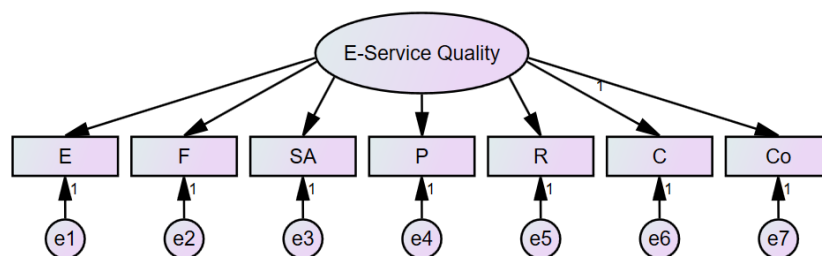 E-Service Quality
1
E F SA P R C Co
1 1 1 1 1 1 1
e1 e2 e3 e4 e5 e6 e7